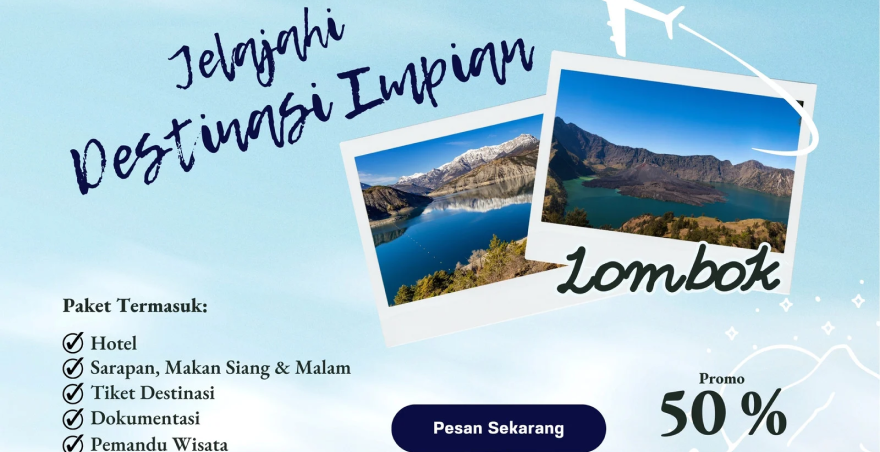 Jelajahi
Destinasi Impian
Lombok
Paket Termasuk:
Hotel
Sarapan, Makan Siang & Malam
Tiket Destinasi
Dokumentasi
Pemandu Wisata
Pesan Sekarang
Promo
50 %